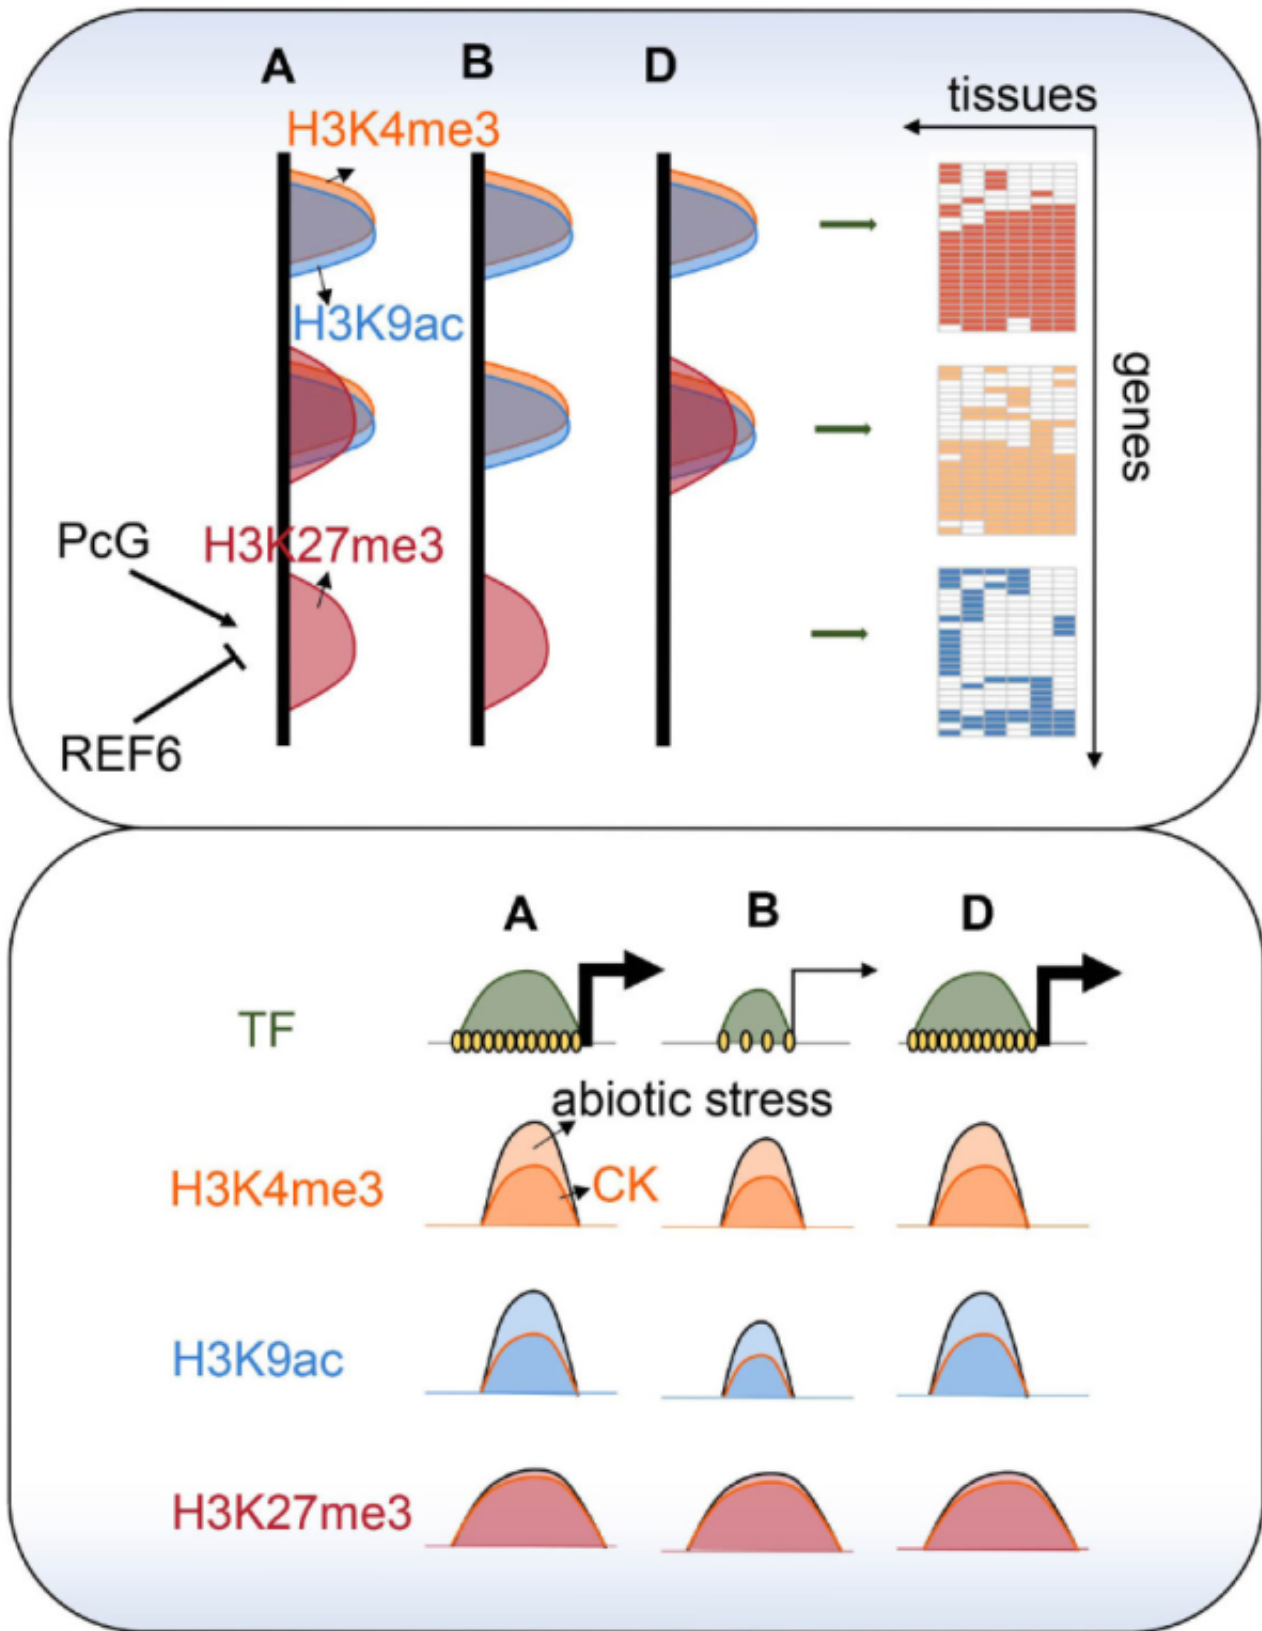 A B D
tissues
H3K4me3
H3K9ac
genes
PcG
H3K27me3
REF6
A B D
TF
abiotic stress
H3K4me3
CK
H3K9ac
H3K27me3